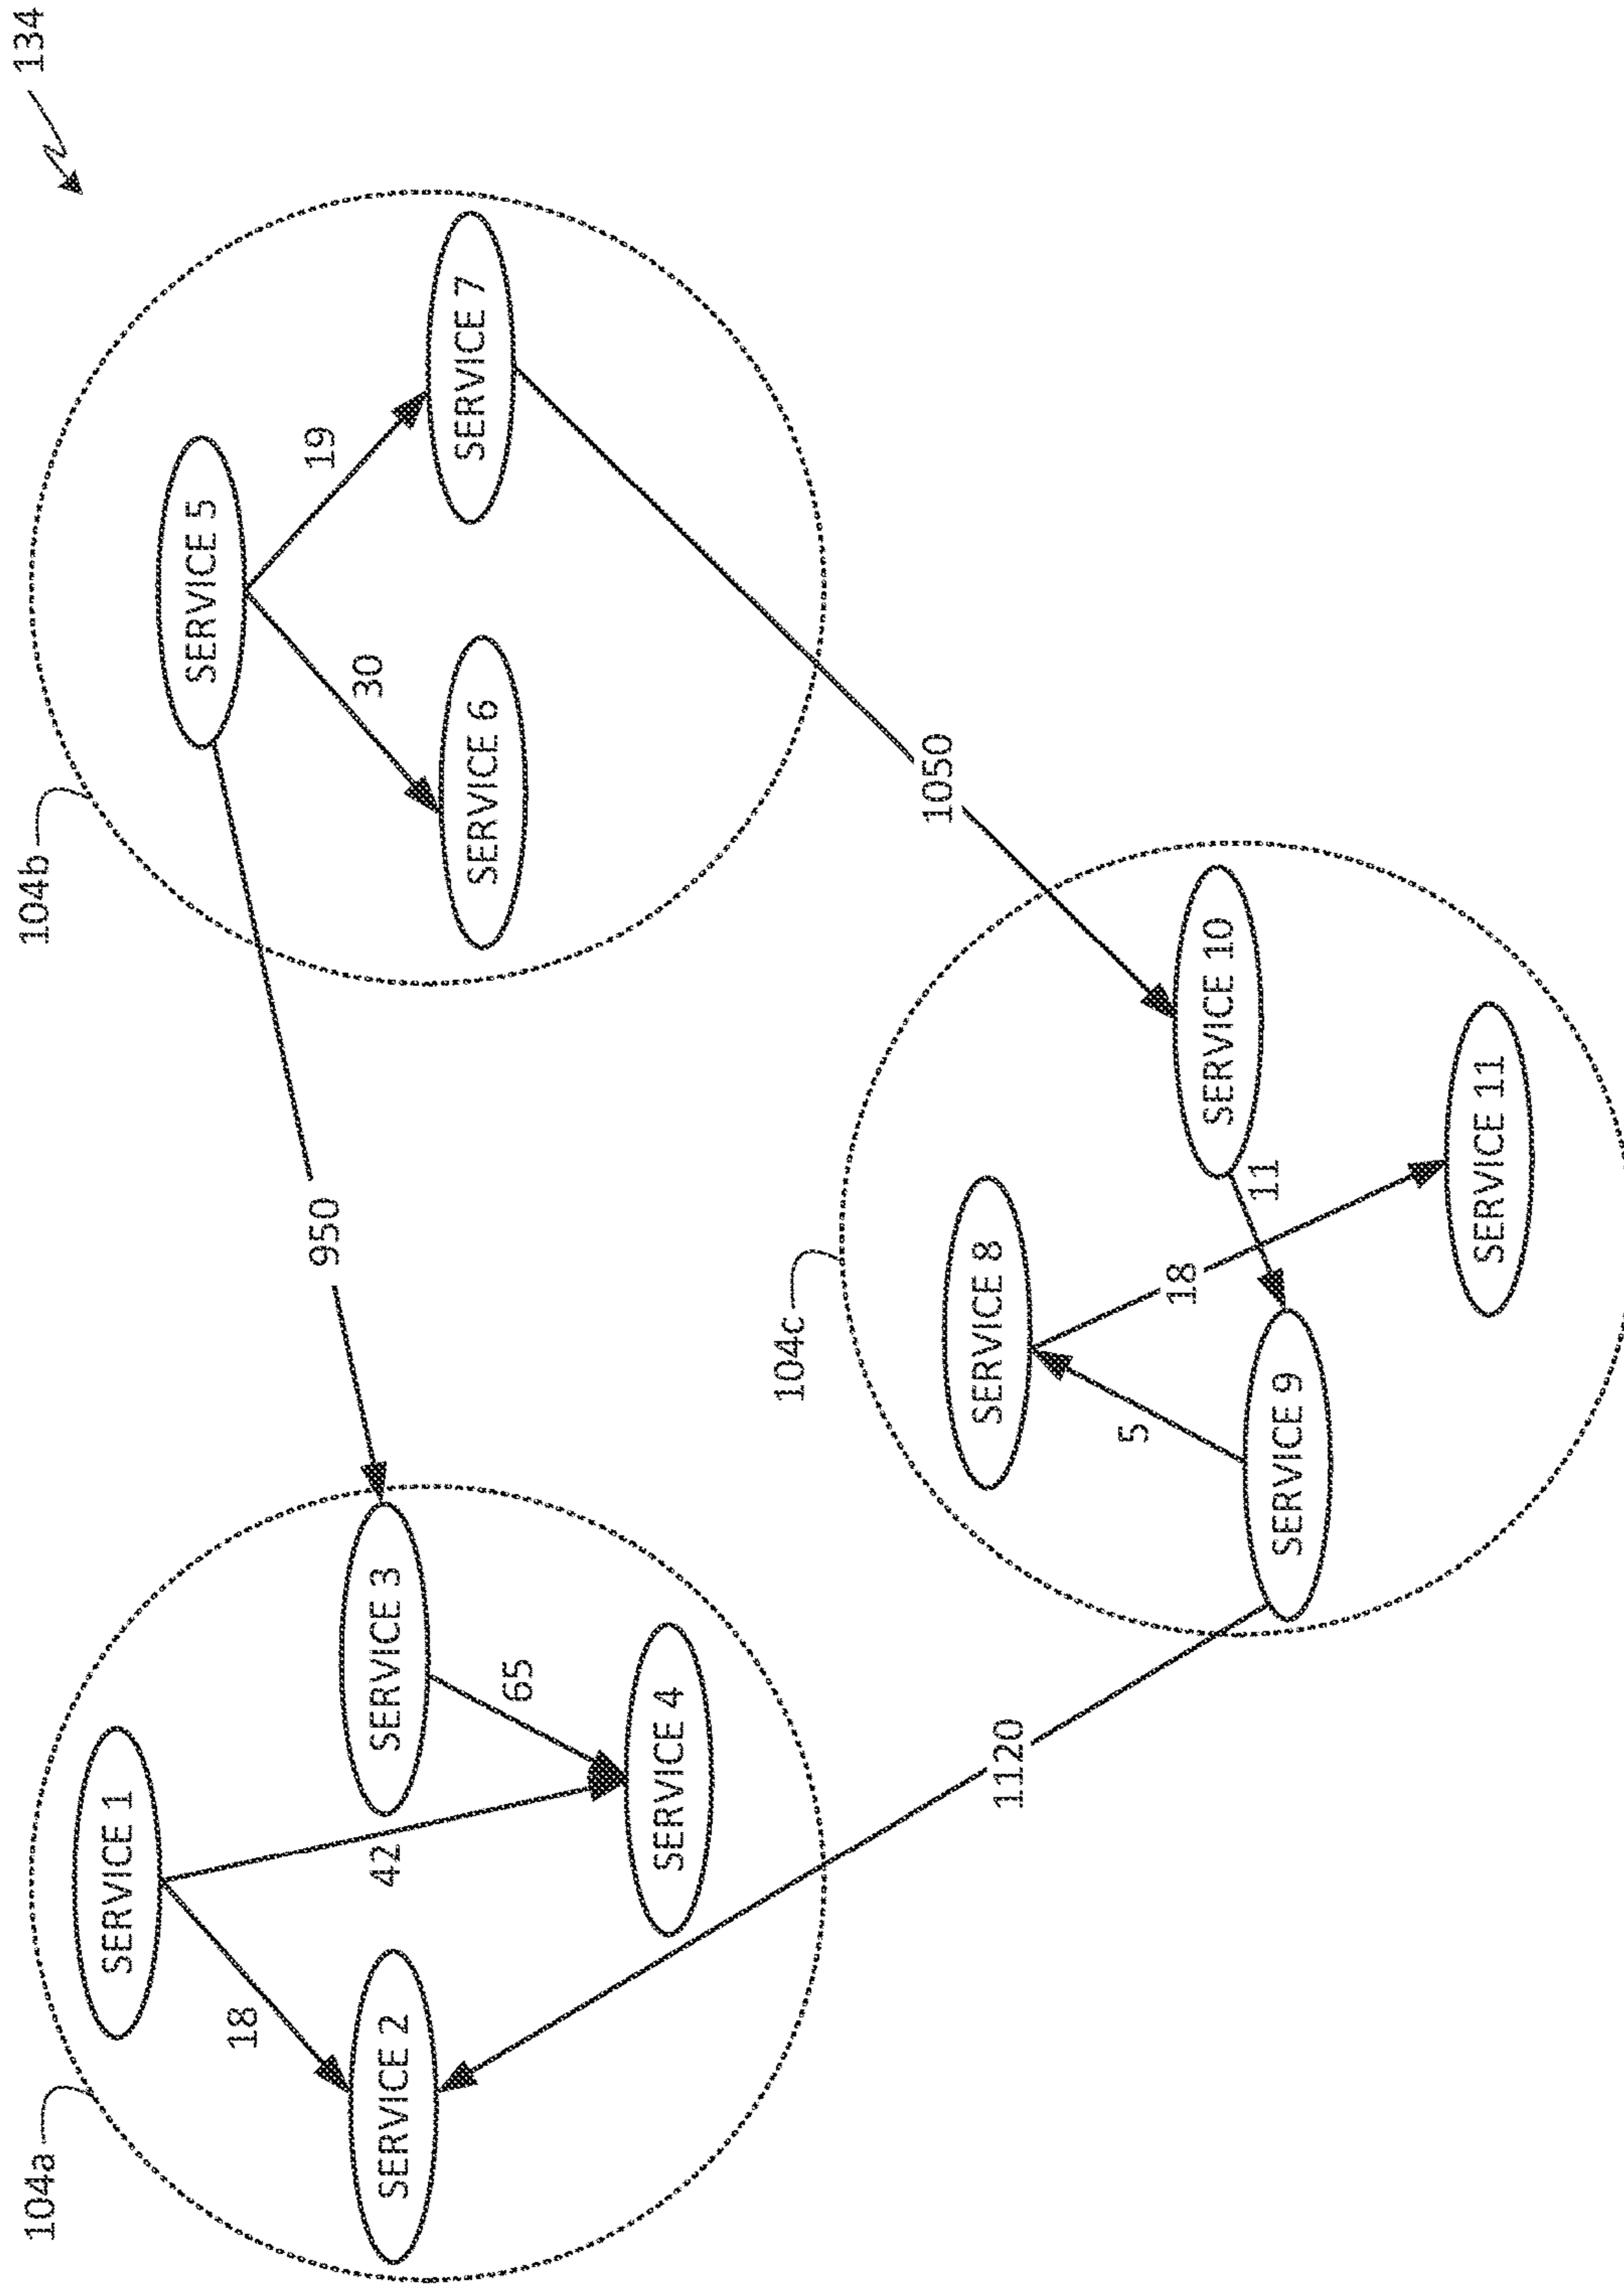 134
104a
104b
SERVICE 1
SERVICE 5
18
19
30
950
SERVICE 2
42
SERVICE 3
65
SERVICE 6
SERVICE 7
SERVICE 4
104c
1050
1120
SERVICE 8
5
18
11
SERVICE 9
SERVICE 10
SERVICE 11